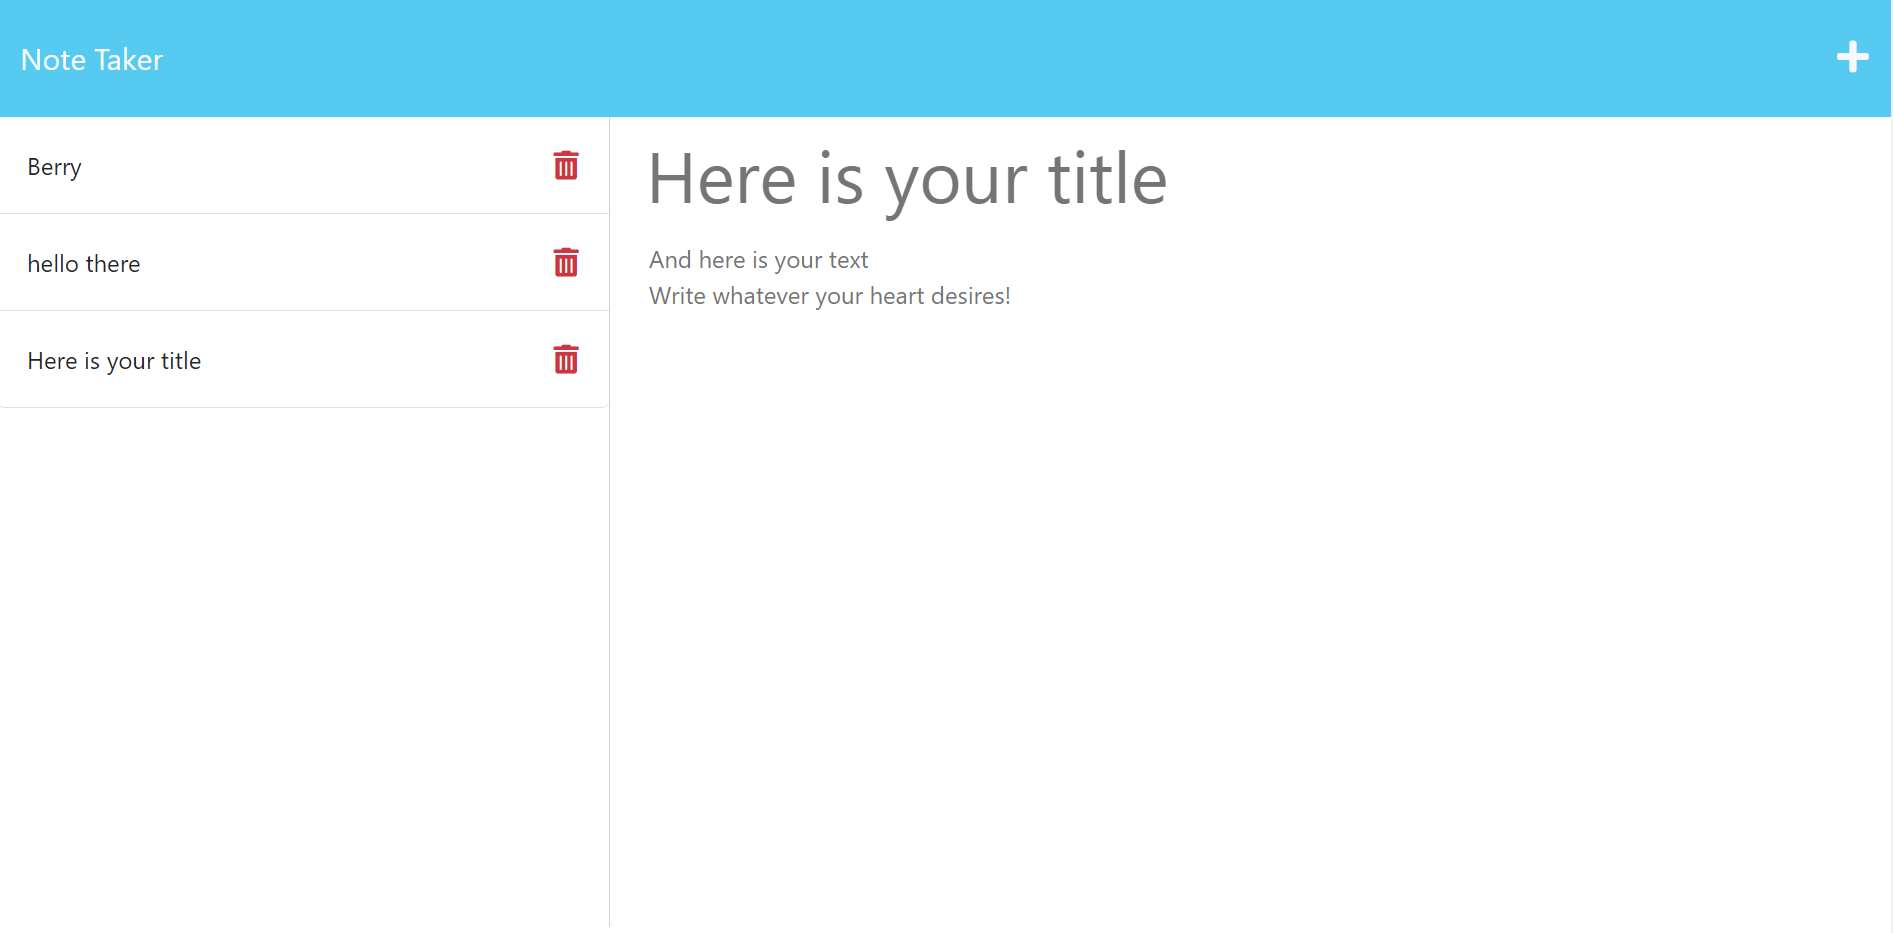 Note Taker
Berry
hello there
Here is your title
Here is your title
And here is your text
Write whatever your heart desires!